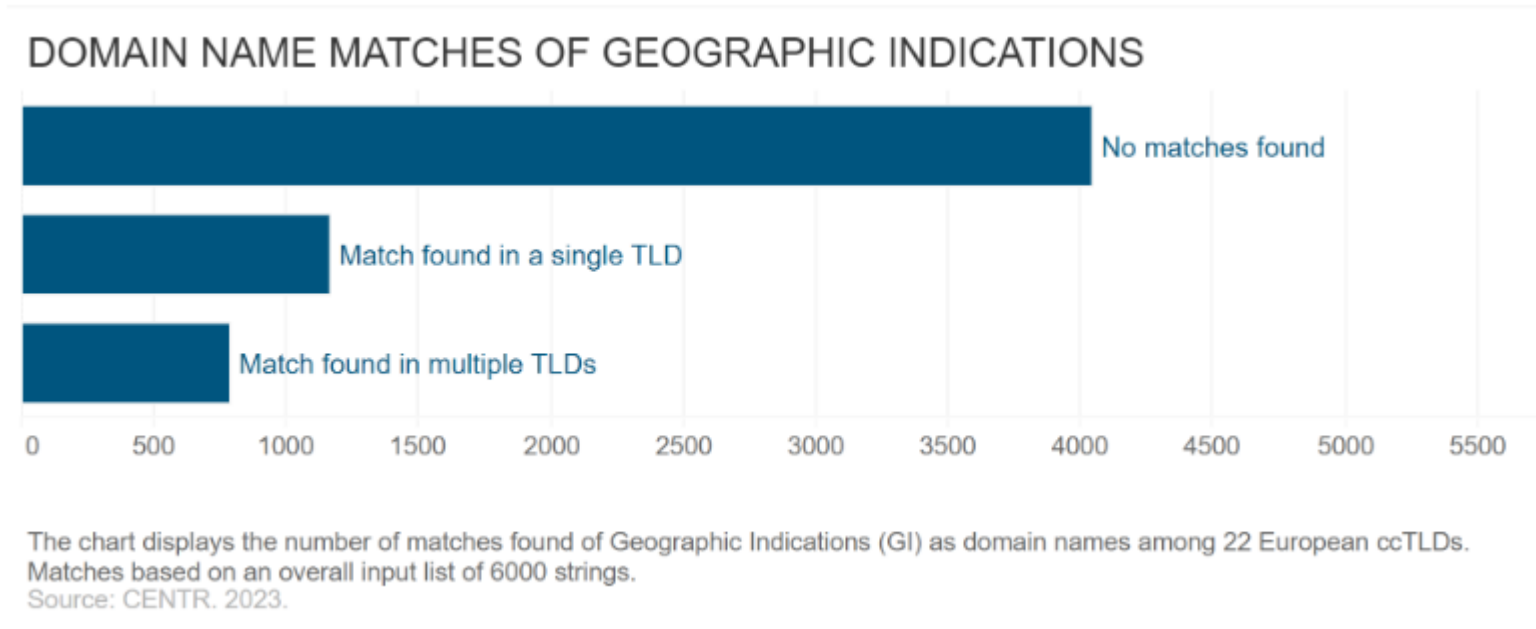 DOMAIN NAME MATCHES OF GEOGRAPHIC INDICATIONS
No matches found
Match found in a single TLD
Match found in multiple TLDs
0 500 1000 1500 2000 2500 3000 3500 4000 4500 5000 5500
The chart displays the number of matches found of Geographic Indications (GI) as domain names among 22 European ccTLDs.
Matches based on an overall input list of 6000 strings.
Source: CENTR. 2023.